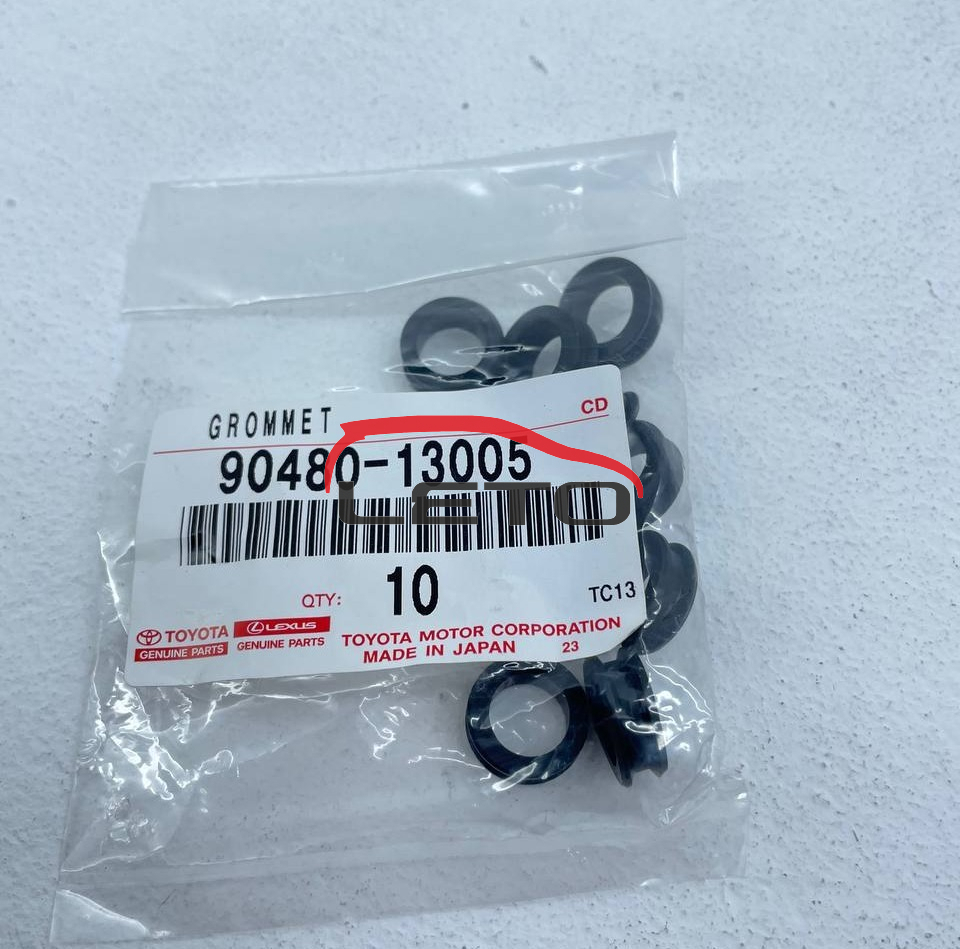 GROMMET
CD
90480-13005
LETO
QTY: 10
TC13
TOYOTA
GENUINE PARTS
LEXUS
GENUINE PARTS
TOYOTA MOTOR CORPORATION
MADE IN JAPAN 23